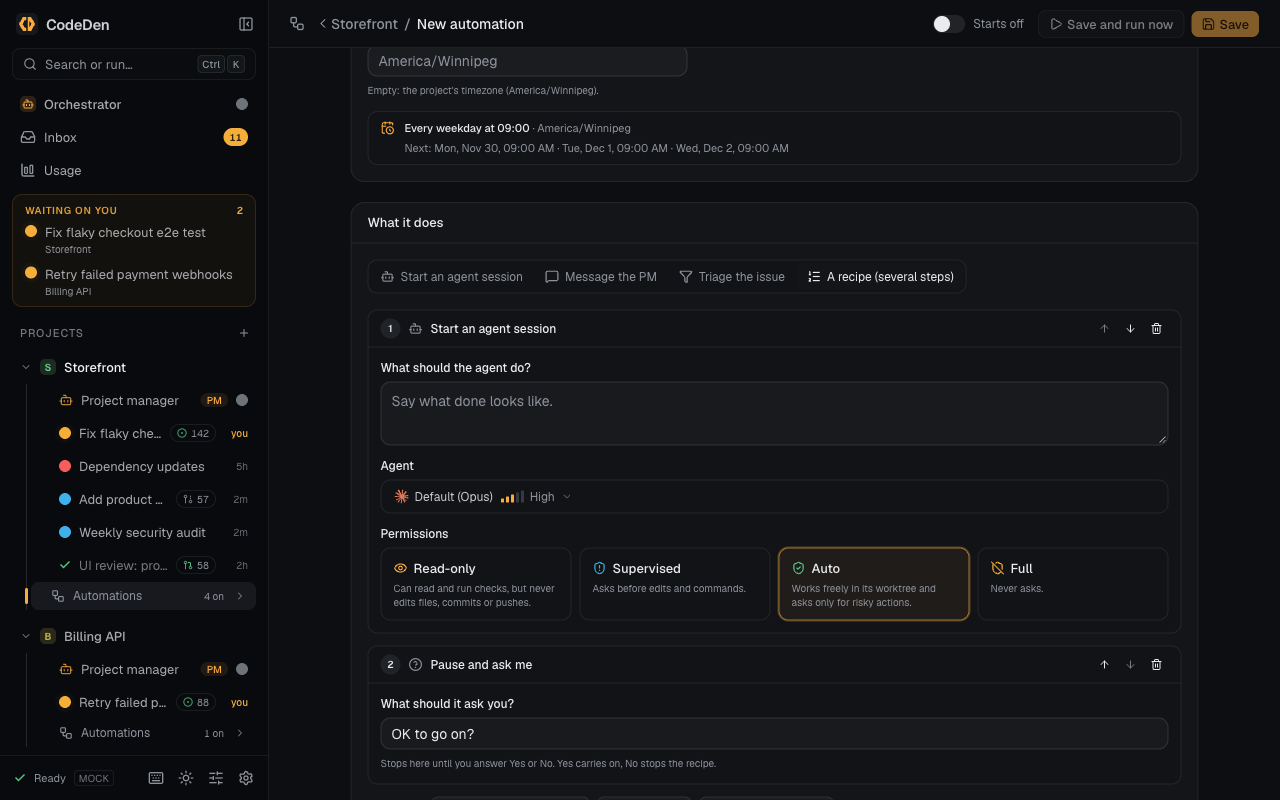 CodeDen
Storefront / New automation
Starts off
Save and run now
Save
Search or run...
Ctrl
K
Orchestrator
Inbox
11
Usage
WAITING ON YOU
2
Fix flaky checkout e2e test
Storefront
Retry failed payment webhooks
Billing API
PROJECTS
S
Storefront
Project manager
PM
Fix flaky che...
142
you
Dependency updates
5h
Add product ...
57
2m
Weekly security audit
2m
UI review: pro...
58
2h
Automations
4 on
B
Billing API
Project manager
PM
Retry failed p...
88
you
Automations
1 on
Ready
MOCK
America/Winnipeg
Empty: the project's timezone (America/Winnipeg).
Every weekday at 09:00 · America/Winnipeg
Next: Mon, Nov 30, 09:00 AM · Tue, Dec 1, 09:00 AM · Wed, Dec 2, 09:00 AM
What it does
Start an agent session
Message the PM
Triage the issue
A recipe (several steps)
1
Start an agent session
What should the agent do?
Say what done looks like.
Agent
Default (Opus)
High
Permissions
Read-only
Can read and run checks, but never
edits files, commits or pushes.
Supervised
Asks before edits and commands.
Auto
Works freely in its worktree and
asks only for risky actions.
Full
Never asks.
2
Pause and ask me
What should it ask you?
OK to go on?
Stops here until you answer Yes or No. Yes carries on, No stops the recipe.